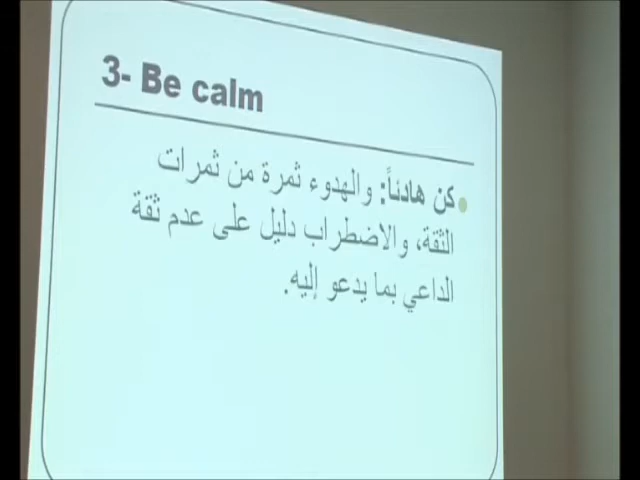 3- Be calm
كن هادئاً: والهدوء ثمرة من ثمرات
الثقة، والاضطراب دليل على عدم ثقة
الداعي بما يدعو إليه.